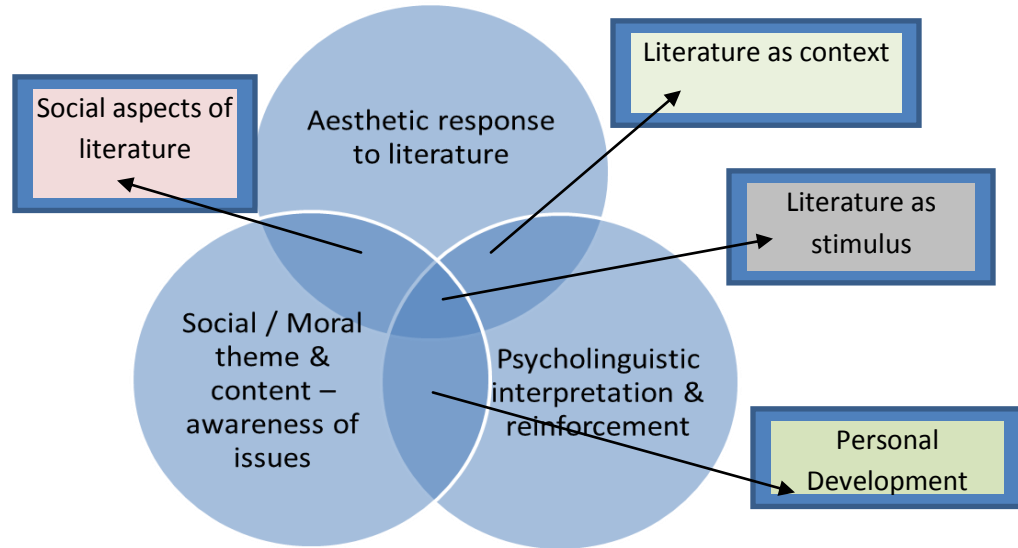 Literature as context
Social aspects of
literature
Aesthetic response
to literature
Literature as
stimulus
Social / Moral
theme &
content –
awareness of
issues
Psycholinguistic
interpretation &
reinforcement
Personal
Development